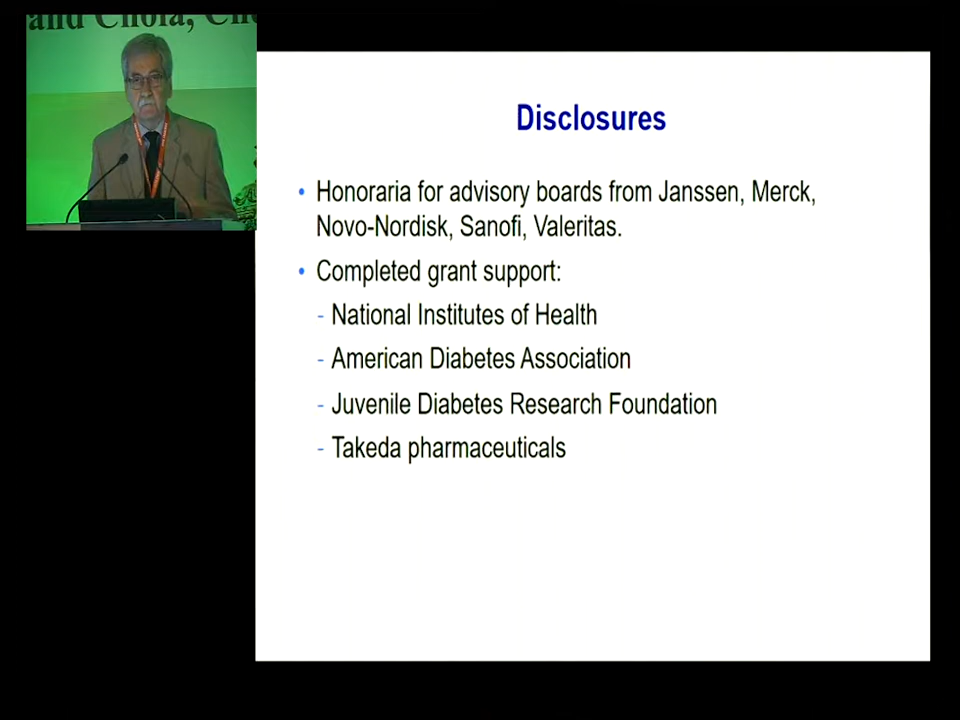 and Chola, Che
Disclosures
• Honoraria for advisory boards from Janssen, Merck,
Novo-Nordisk, Sanofi, Valeritas.
• Completed grant support:
- National Institutes of Health
- American Diabetes Association
- Juvenile Diabetes Research Foundation
- Takeda pharmaceuticals